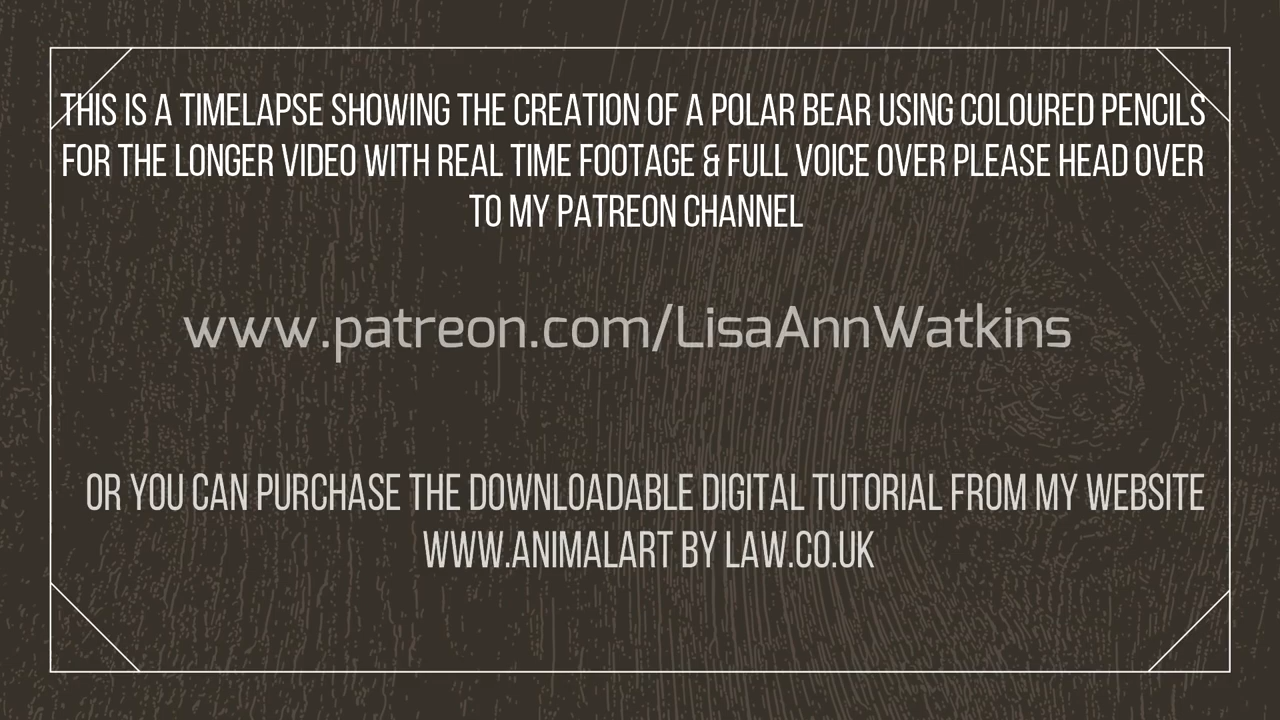 THIS IS A TIMELAPSE SHOWING THE CREATION OF A POLAR BEAR USING COLOURED PENCILS
FOR THE LONGER VIDEO WITH REAL TIME FOOTAGE & FULL VOICE OVER PLEASE HEAD OVER
TO MY PATREON CHANNEL
www.patreon.com/LisaAnnWatkins
OR YOU CAN PURCHASE THE DOWNLOADABLE DIGITAL TUTORIAL FROM MY WEBSITE
WWW.ANIMALART BY LAW.CO.UK